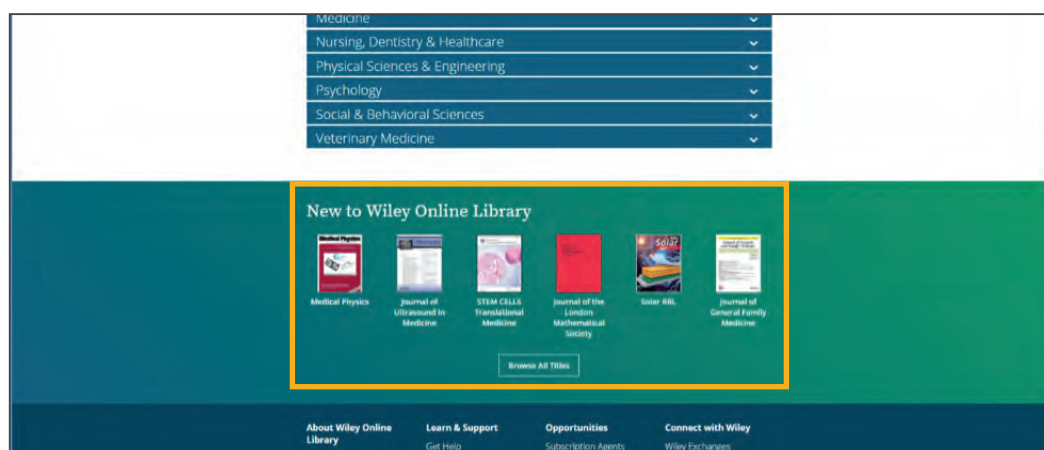 Medicine
Nursing, Dentistry & Healthcare
Physical Sciences & Engineering
Psychology
Social & Behavioral Sciences
Veterinary Medicine
New to Wiley Online Library
Medical Physics
Medical Physics
Journal of
Ultrasound in
Medicine
STEM CELLS
Translational
Medicine
Journal of the
London
Mathematical
Society
Solar
Solar RRL
Journal of
General Family
Medicine
Browse All Titles
About Wiley Online
Library
Learn & Support
Get Help
Opportunities
Subscription Agents
Connect with Wiley
Wiley Exchanges